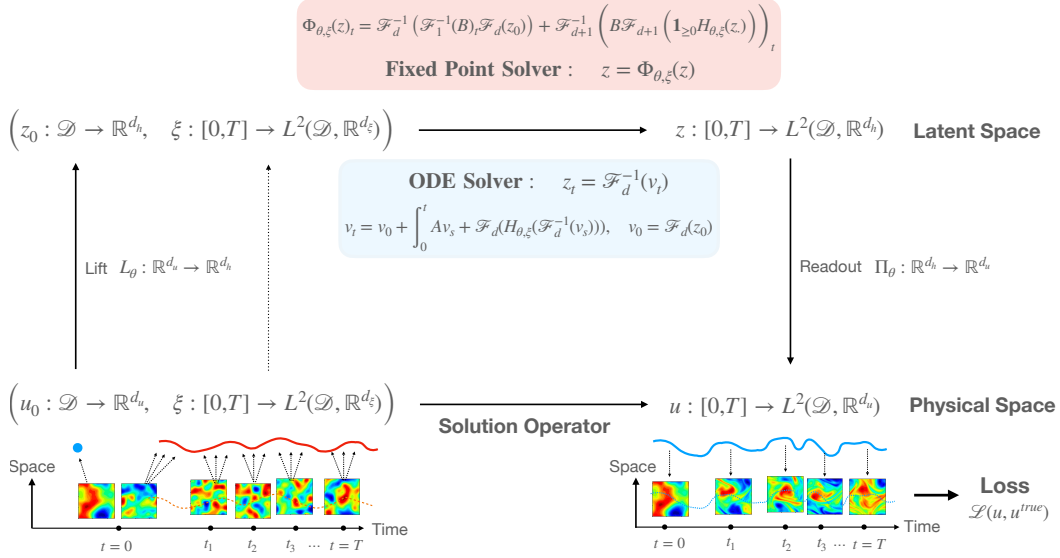 Φ_{θ,ξ}(z)_t = ℱ_d^{-1} (ℱ_1^{-1}(B)_t ℱ_d(z_0)) + ℱ_{d+1}^{-1} (Bℱ_{d+1} (𝟏_{≥0} H_{θ,ξ}(z.)))_t
Fixed Point Solver : z = Φ_{θ,ξ}(z)
(z_0 : 𝒟 → ℝ^{d_h}, ξ : [0,T] → L^2(𝒟, ℝ^{d_ξ}))
z : [0,T] → L^2(𝒟, ℝ^{d_h})
Latent Space
ODE Solver : z_t = ℱ_d^{-1}(v_t)
v_t = v_0 + ∫_0^t Av_s + ℱ_d(H_{θ,ξ}(ℱ_d^{-1}(v_s))), v_0 = ℱ_d(z_0)
Lift L_θ : ℝ^{d_u} → ℝ^{d_h}
Readout Π_θ : ℝ^{d_h} → ℝ^{d_u}
(u_0 : 𝒟 → ℝ^{d_u}, ξ : [0,T] → L^2(𝒟, ℝ^{d_ξ}))
Solution Operator
u : [0,T] → L^2(𝒟, ℝ^{d_u})
Physical Space
Space
Time
t = 0 t_1 t_2 t_3 ... t = T
Space
Time
t = 0 t_1 t_2 t_3 ... t = T
Loss
ℒ(u, u^{true})